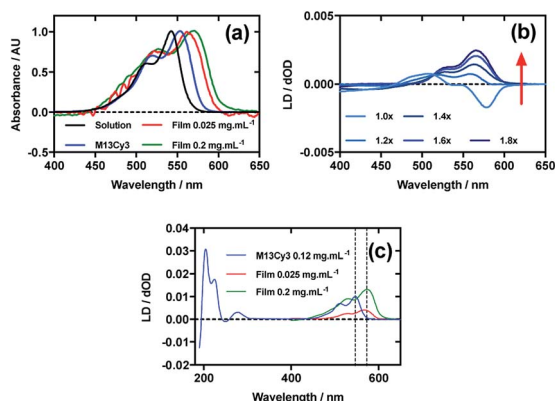 (a)
Absorbance / AU
1.0
0.5
0.0
-0.5
Solution
Film 0.025 mg.mL-1
M13Cy3
Film 0.2 mg.mL-1
400 450 500 550 600 650
Wavelength / nm
(b)
LD / dOD
0.005
0.000
-0.005
1.0x
1.4x
1.2x
1.6x
1.8x
400 450 500 550 600 650
Wavelength / nm
(c)
LD / dOD
0.04
0.03
0.02
0.01
0.00
-0.01
-0.02
M13Cy3 0.12 mg.mL-1
Film 0.025 mg.mL-1
Film 0.2 mg.mL-1
200 400 600
Wavelength / nm